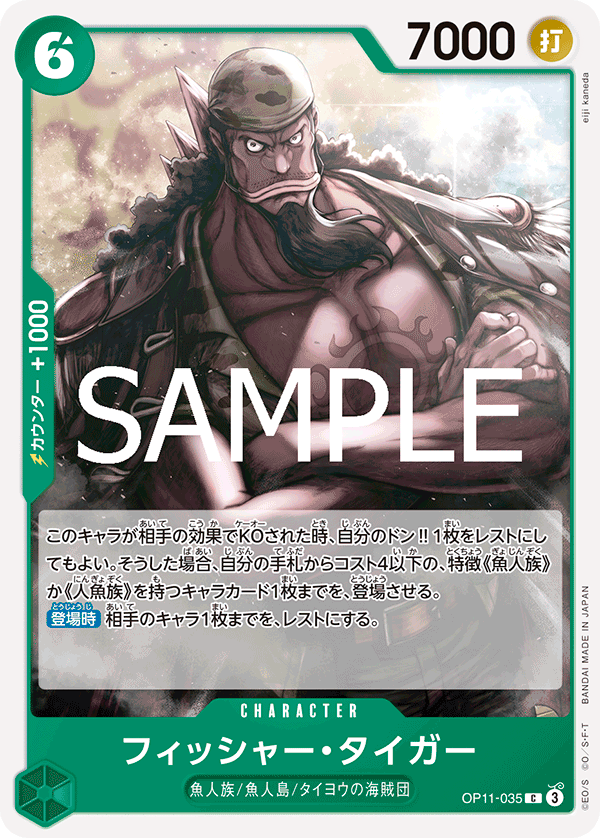 6
7000
打
eiji kaneda
カウンター +1000
SAMPLE
このキャラが相手の効果でKOされた時、自分のドン!! 1枚をレストにし
てもよい。そうした場合、自分の手札からコスト4以下の、特徴《魚人族》
か《人魚族》を持つキャラカード1枚までを、登場させる。
登場時 相手のキャラ1枚までを、レストにする。
CHARACTER
フィッシャー・タイガー
魚人族/魚人島/タイヨウの海賊団
OP11-035 C 3
©E.O/S ©O/S・F・T BANDAI MADE IN JAPAN